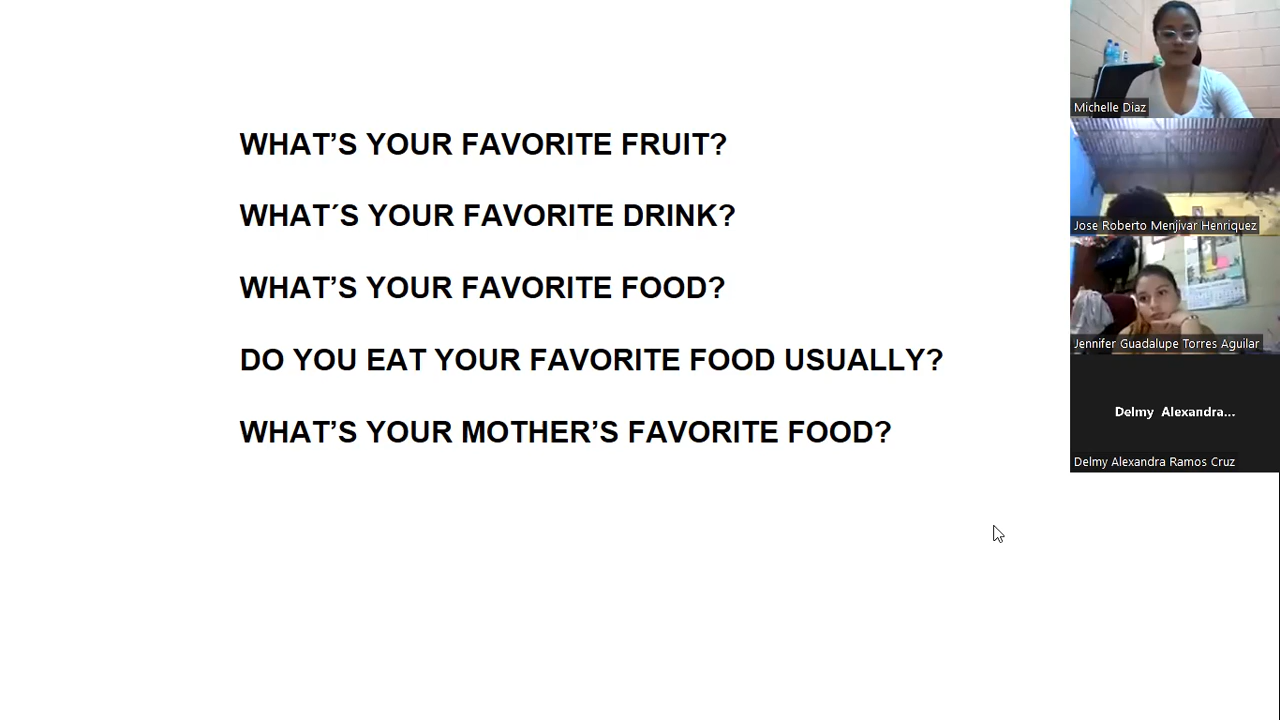 WHAT’S YOUR FAVORITE FRUIT?
WHAT´S YOUR FAVORITE DRINK?
WHAT’S YOUR FAVORITE FOOD?
DO YOU EAT YOUR FAVORITE FOOD USUALLY?
WHAT’S YOUR MOTHER’S FAVORITE FOOD?
Michelle Diaz
Jose Roberto Menjivar Henriquez
Jennifer Guadalupe Torres Aguilar
Delmy Alexandra...
Delmy Alexandra Ramos Cruz